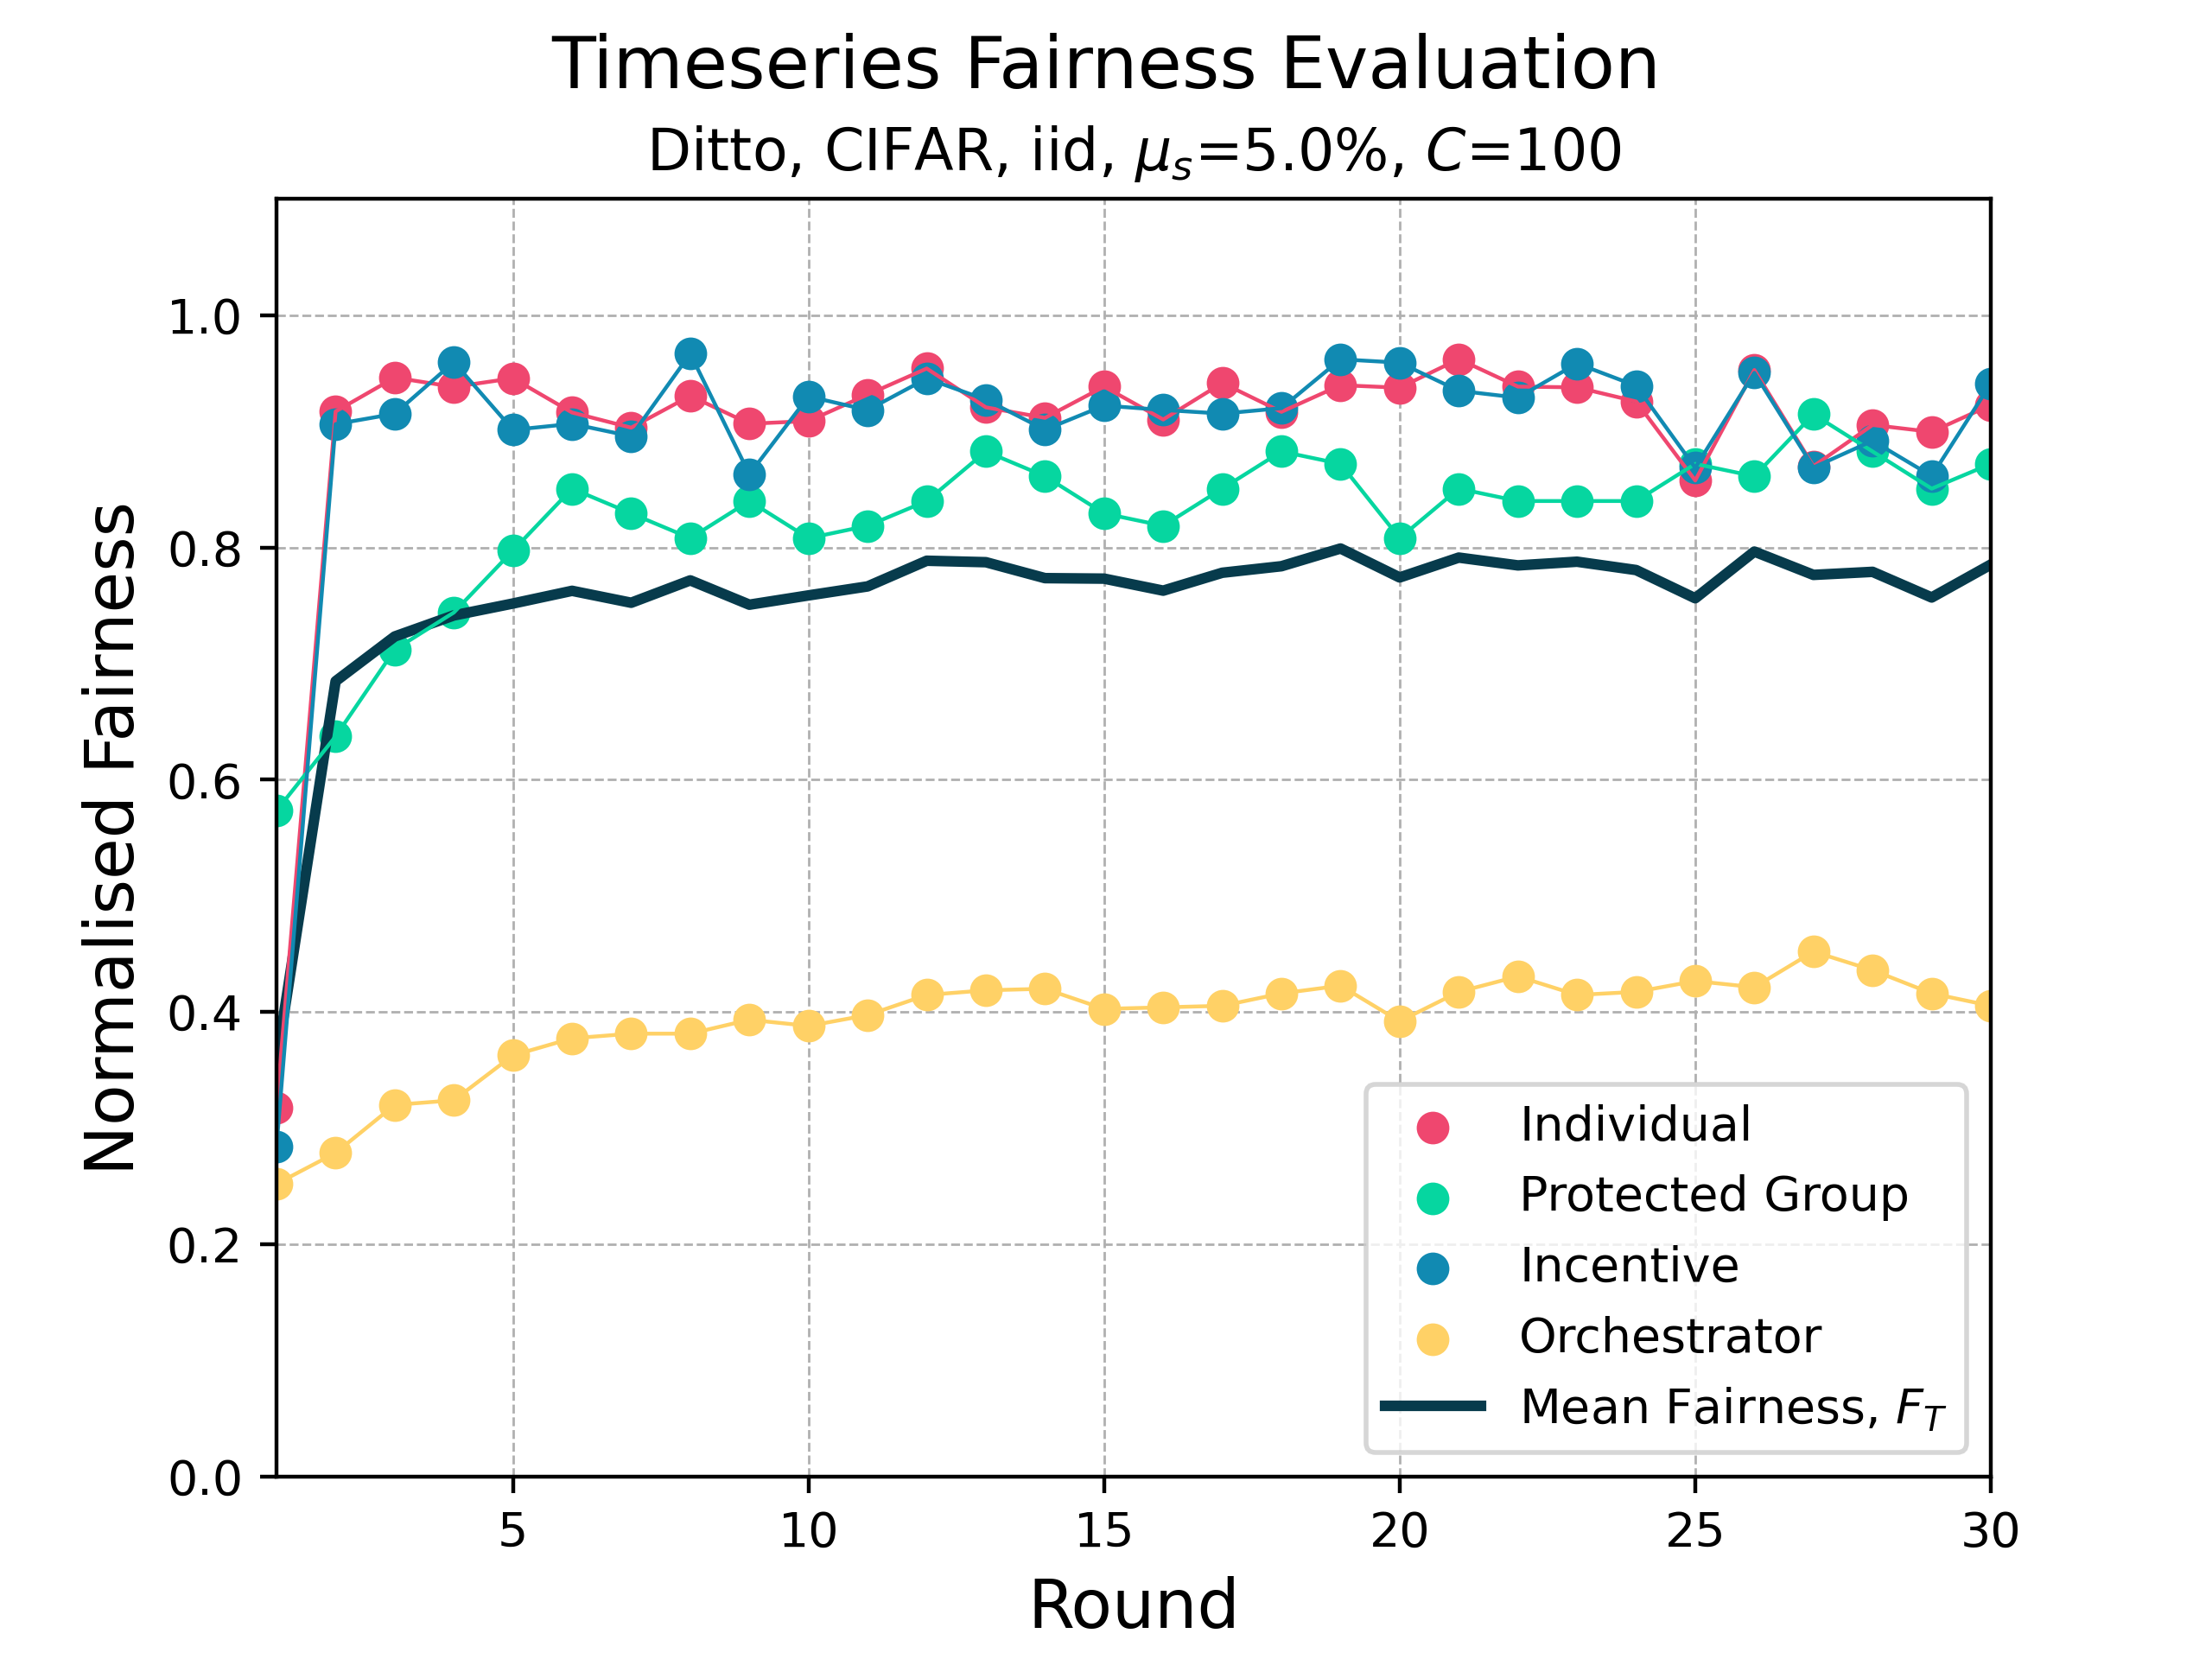 Timeseries Fairness Evaluation
Ditto, CIFAR, iid, μs=5.0%, C=100
Normalised Fairness
1.0
0.8
0.6
0.4
0.2
0.0
5 10 15 20 25 30
Round
Individual
Protected Group
Incentive
Orchestrator
Mean Fairness, FT